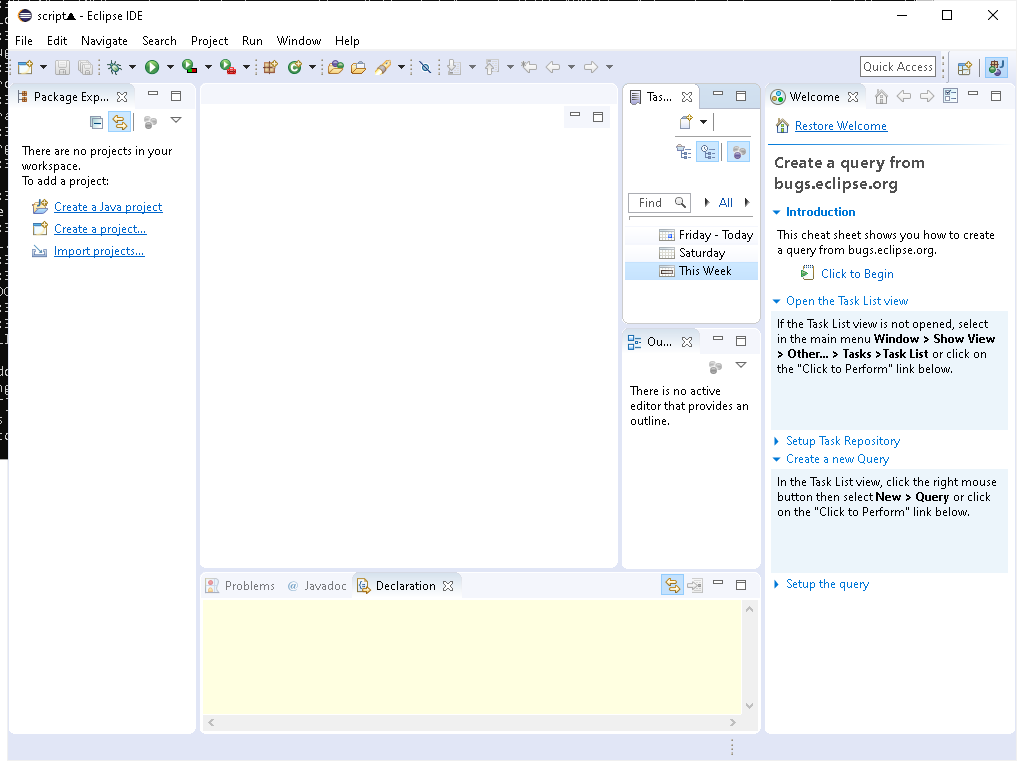 script▲ - Eclipse IDE
File Edit Navigate Search Project Run Window Help
Quick Access
Package Exp...
There are no projects in your
workspace.
To add a project:
Create a Java project
Create a project...
Import projects...
Tas...
Find
All
Friday - Today
Saturday
This Week
Ou...
There is no active
editor that provides an
outline.
Welcome
Restore Welcome
Create a query from
bugs.eclipse.org
Introduction
This cheat sheet shows you how to create
a query from bugs.eclipse.org.
Click to Begin
Open the Task List view
If the Task List view is not opened, select
in the main menu Window > Show View
> Other... > Tasks >Task List or click on
the "Click to Perform" link below.
Setup Task Repository
Create a new Query
In the Task List view, click the right mouse
button then select New > Query or click
on the "Click to Perform" link below.
Setup the query
Problems @ Javadoc Declaration